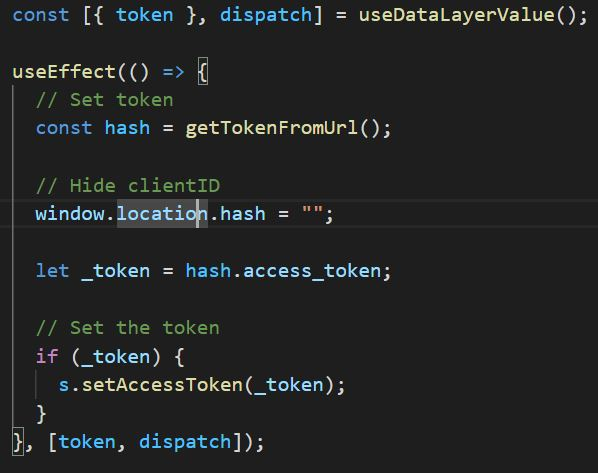 const [{ token }, dispatch] = useDataLayerValue();
useEffect(() => {
// Set token
const hash = getTokenFromUrl();
// Hide clientID
window.location.hash = "";
let _token = hash.access_token;
// Set the token
if (_token) {
s.setAccessToken(_token);
}
}, [token, dispatch]);